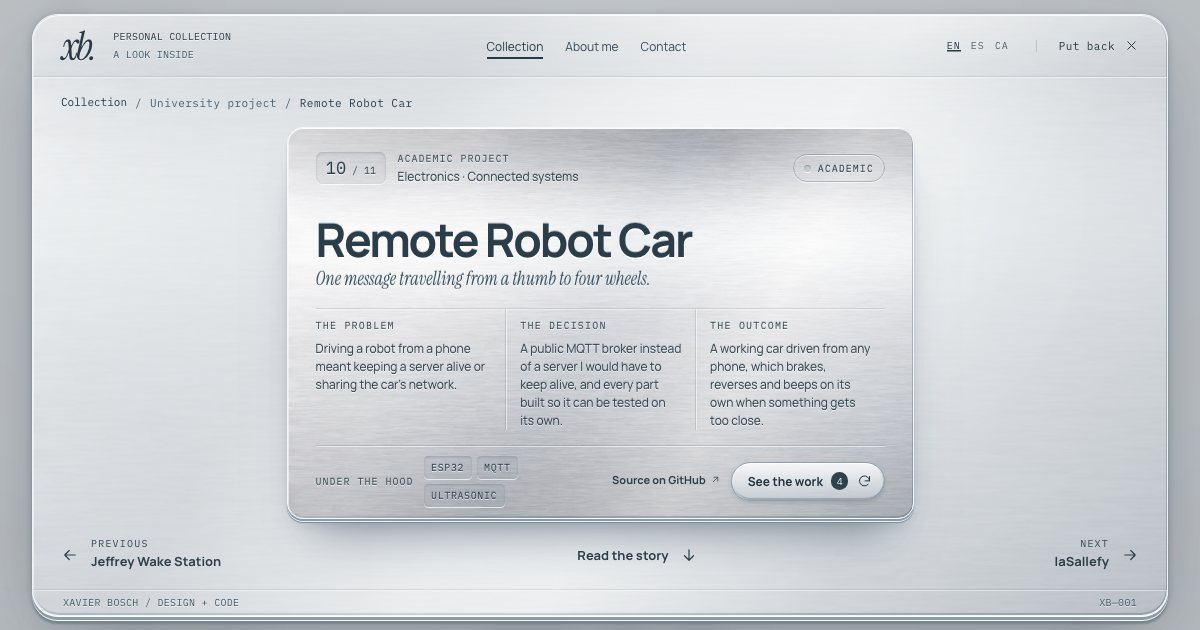 xb.
PERSONAL COLLECTION
A LOOK INSIDE
Collection About me Contact
EN ES CA
Put back
Collection / University project / Remote Robot Car
10 / 11
ACADEMIC PROJECT
Electronics · Connected systems
ACADEMIC
Remote Robot Car
One message travelling from a thumb to four wheels.
THE PROBLEM
Driving a robot from a phone
meant keeping a server alive or
sharing the car's network.
THE DECISION
A public MQTT broker instead
of a server I would have to
keep alive, and every part
built so it can be tested on
its own.
THE OUTCOME
A working car driven from any
phone, which brakes,
reverses and beeps on its
own when something gets
too close.
UNDER THE HOOD
ESP32 MQTT
ULTRASONIC
Source on GitHub ↗
See the work 4
← PREVIOUS
Jeffrey Wake Station
Read the story ↓
NEXT →
laSallefy
XAVIER BOSCH / DESIGN + CODE
XB—001